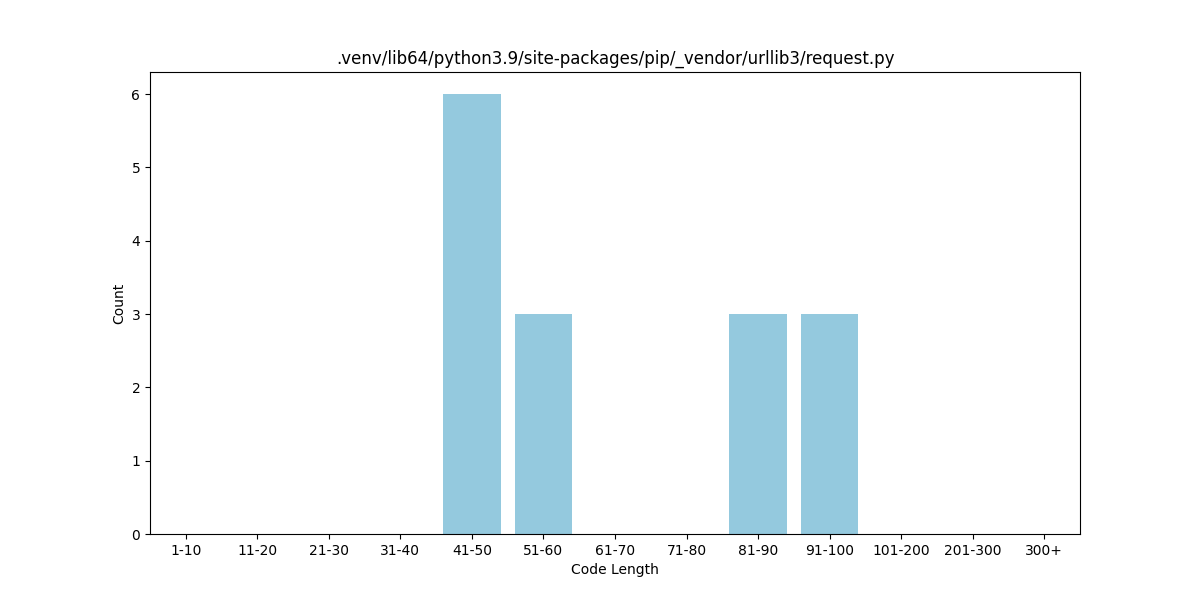 .venv/lib64/python3.9/site-packages/pip/_vendor/urllib3/request.py
6
5
4
3
2
1
0
Count
1-10 11-20 21-30 31-40 41-50 51-60 61-70 71-80 81-90 91-100 101-200 201-300 300+
Code Length